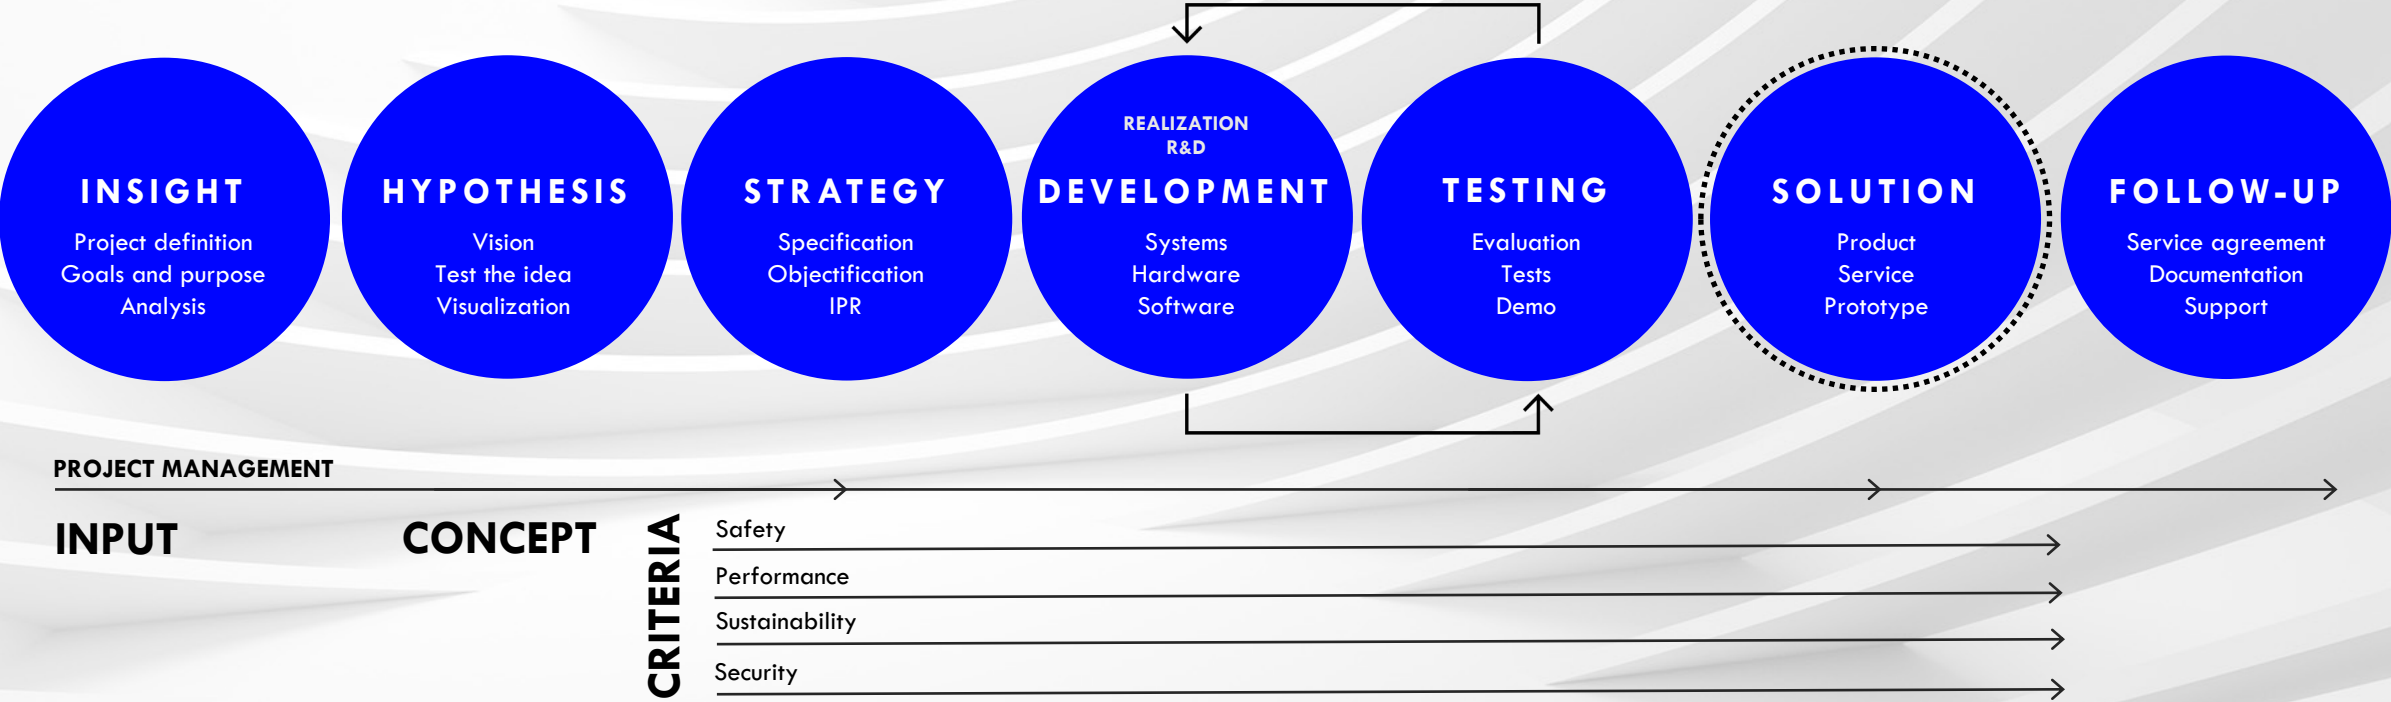 INSIGHT
Project definition
Goals and purpose
Analysis
HYPOTHESIS
Vision
Test the idea
Visualization
STRATEGY
Specification
Objectification
IPR
REALIZATION
R&D
DEVELOPMENT
Systems
Hardware
Software
TESTING
Evaluation
Tests
Demo
SOLUTION
Product
Service
Prototype
FOLLOW-UP
Service agreement
Documentation
Support
PROJECT MANAGEMENT
INPUT
CONCEPT
CRITERIA
Safety
Performance
Sustainability
Security